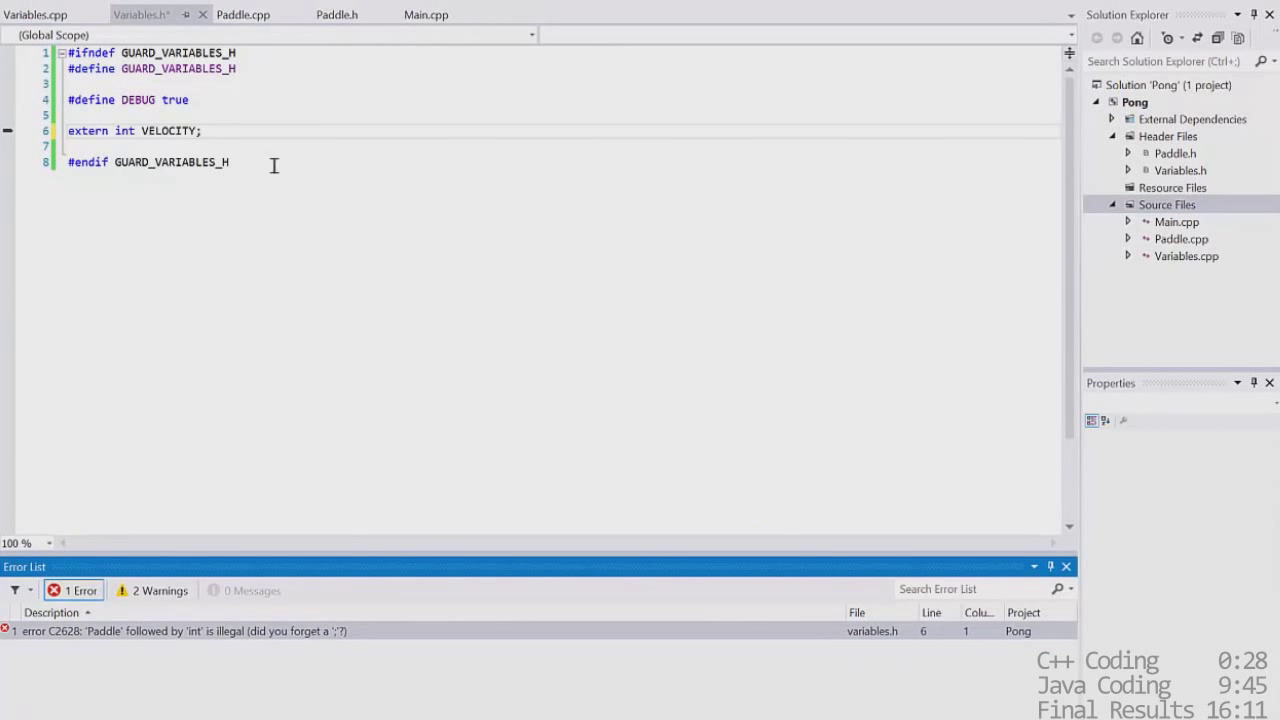 Variables.cpp
Variables.h*
Paddle.cpp
Paddle.h
Main.cpp
(Global Scope)
1 #ifndef GUARD_VARIABLES_H
2 #define GUARD_VARIABLES_H
3
4 #define DEBUG true
5
6 extern int VELOCITY;
7
8 #endif GUARD_VARIABLES_H
100 %
Solution Explorer
Search Solution Explorer (Ctrl+;)
Solution 'Pong' (1 project)
Pong
External Dependencies
Header Files
Paddle.h
Variables.h
Resource Files
Source Files
Main.cpp
Paddle.cpp
Variables.cpp
Properties
Error List
1 Error 2 Warnings 0 Messages Search Error List
Description File Line Colu... Project
1 error C2628: 'Paddle' followed by 'int' is illegal (did you forget a ';'?) variables.h 6 1 Pong
C++ Coding 0:28
Java Coding 9:45
Final Results 16:11